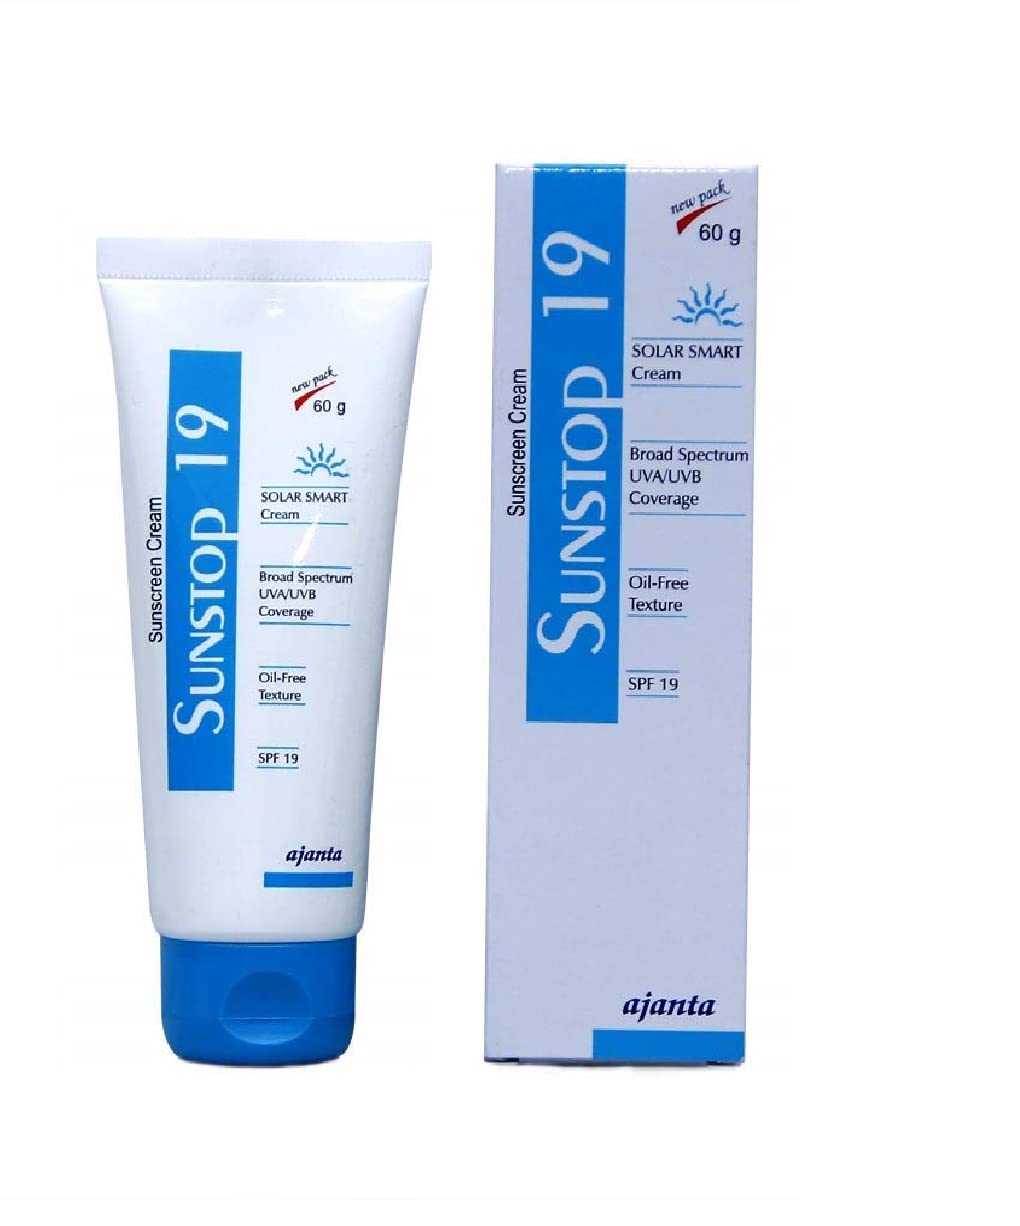 new pack
60 g
SOLAR SMART
Cream
Broad Spectrum
UVA/UVB
Coverage
Oil-Free
Texture
SPF 19
Sunscreen Cream
SUNSTOP 19
ajanta
new pack
60 g
SOLAR SMART
Cream
Broad Spectrum
UVA/UVB
Coverage
Oil-Free
Texture
SPF 19
Sunscreen Cream
SUNSTOP 19
ajanta